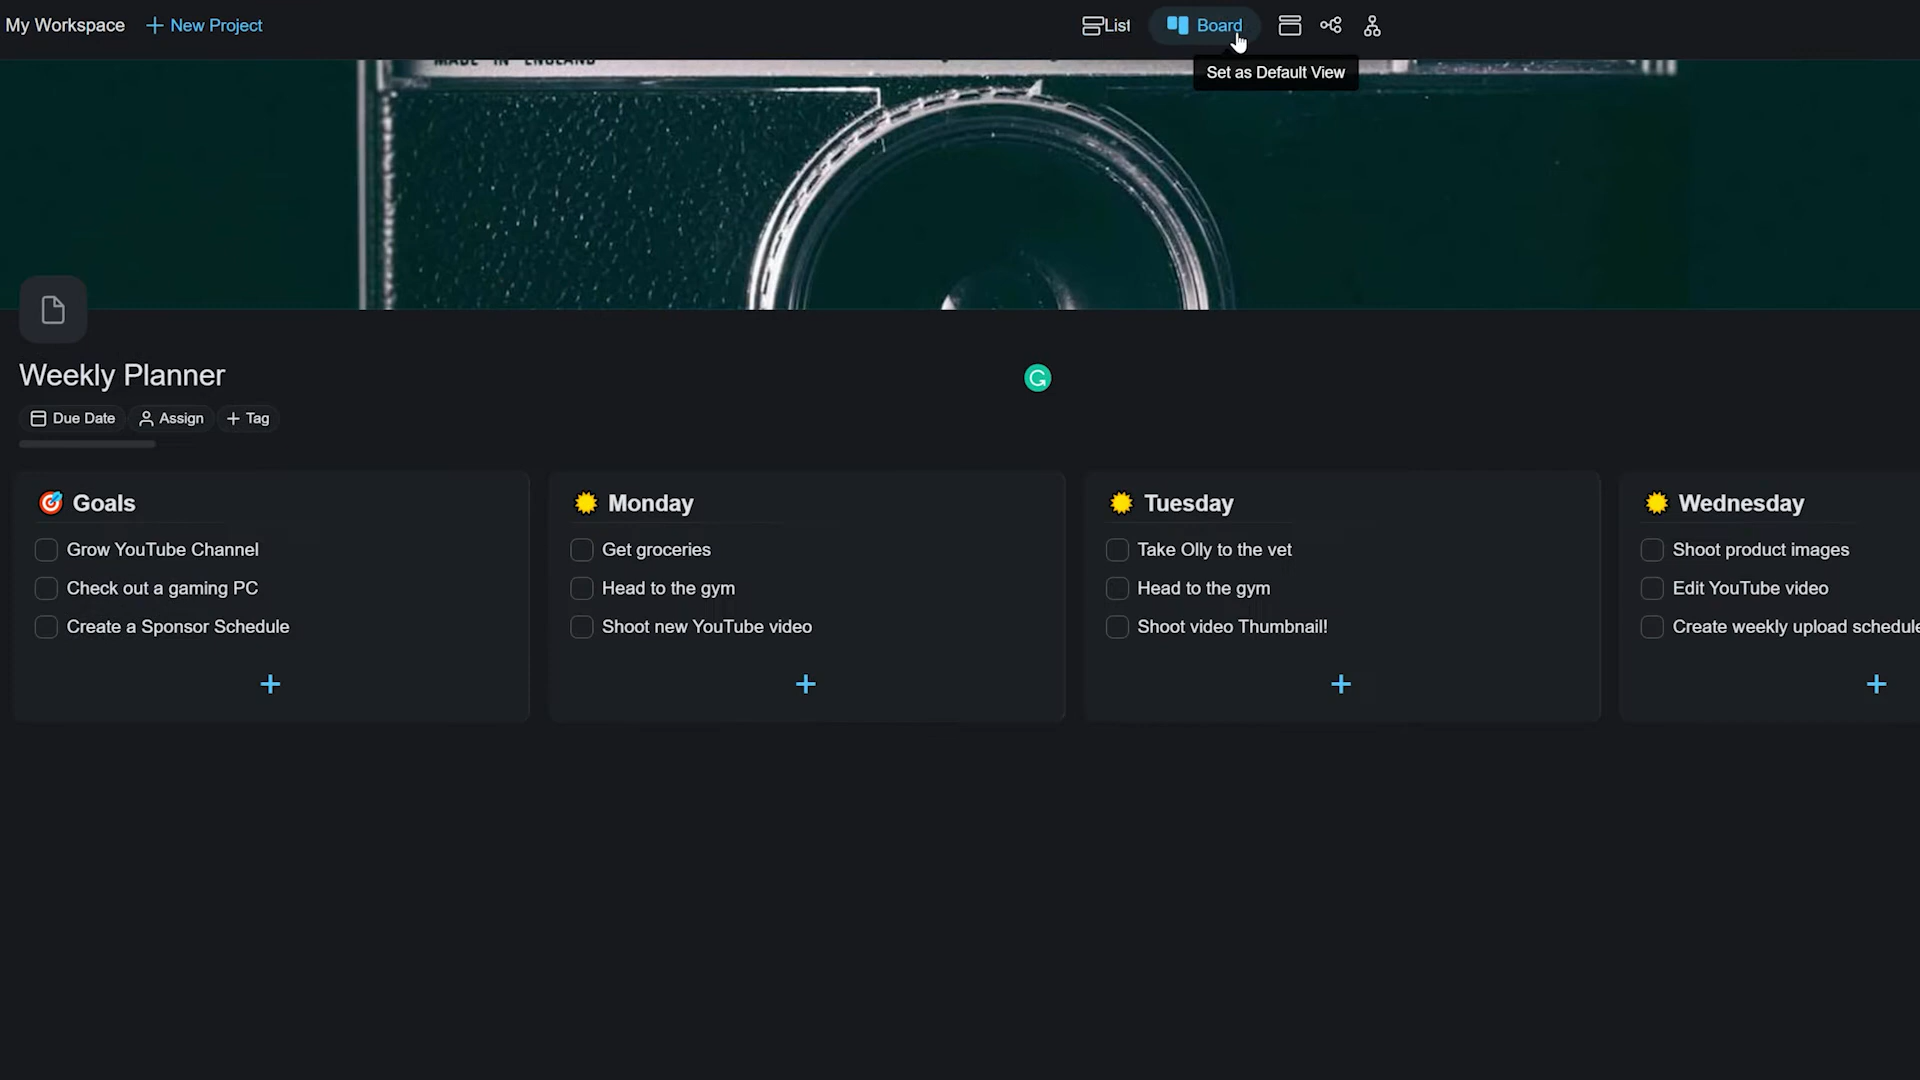 My Workspace
New Project
List
Board
Set as Default View
MADE IN ENGLAND
Weekly Planner
Due Date
Assign
Tag
Goals
Grow YouTube Channel
Check out a gaming PC
Create a Sponsor Schedule
Monday
Get groceries
Head to the gym
Shoot new YouTube video
Tuesday
Take Olly to the vet
Head to the gym
Shoot video Thumbnail!
Wednesday
Shoot product images
Edit YouTube video
Create weekly upload schedule